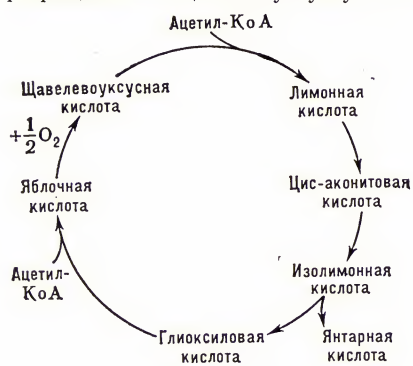 Ацетил-КоА
Щавелевоуксусная
кислота
Лимонная
кислота
+1/2O₂
Яблочная
кислота
Цис-аконитовая
кислота
Ацетил-
КоА
Изолимонная
кислота
Глиоксиловая
кислота
Янтарная
кислота